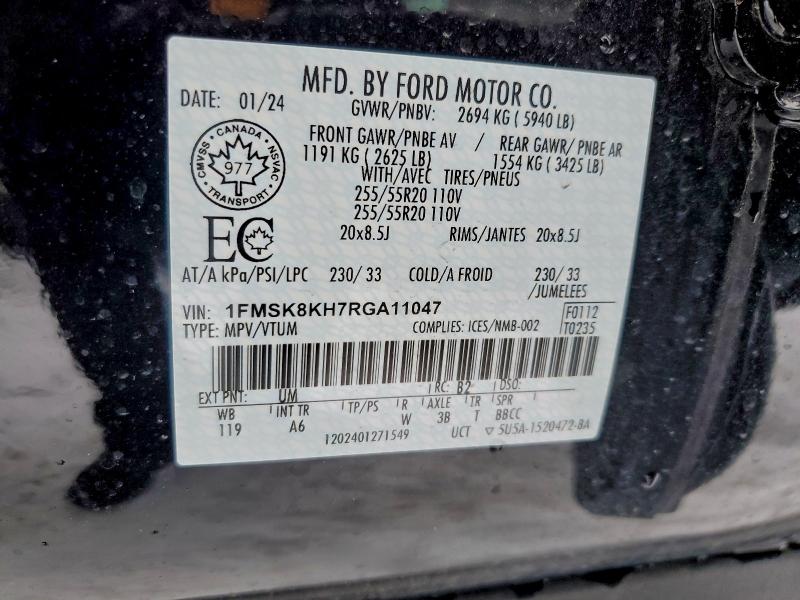 MFD. BY FORD MOTOR CO.
DATE: 01/24
GVWR/PNBV: 2694 KG ( 5940 LB)
FRONT GAWR/PNBE AV / REAR GAWR/ PNBE AR
1191 KG ( 2625 LB) 1554 KG ( 3425 LB)
WITH/AVEC TIRES/PNEUS
255/55R20 110V
255/55R20 110V
20x8.5J RIMS/JANTES 20x8.5J
CMVSS • CANADA • NSVAC
977
• TRANSPORT •
EC
AT/A kPa/PSI/LPC 230/ 33 COLD/A FROID 230/ 33
/JUMELEES
VIN: 1FMSK8KH7RGA11047 F0112
TYPE: MPV/VTUM COMPLIES: ICES/NMB-002 T0235
EXT PNT: UM RC: B2 DSO:
WB INT TR TP/PS R AXLE TR SPR
119 A6 W 3B T BBCC
1202401271549 UCT ▽ 5U5A-1520472-BA